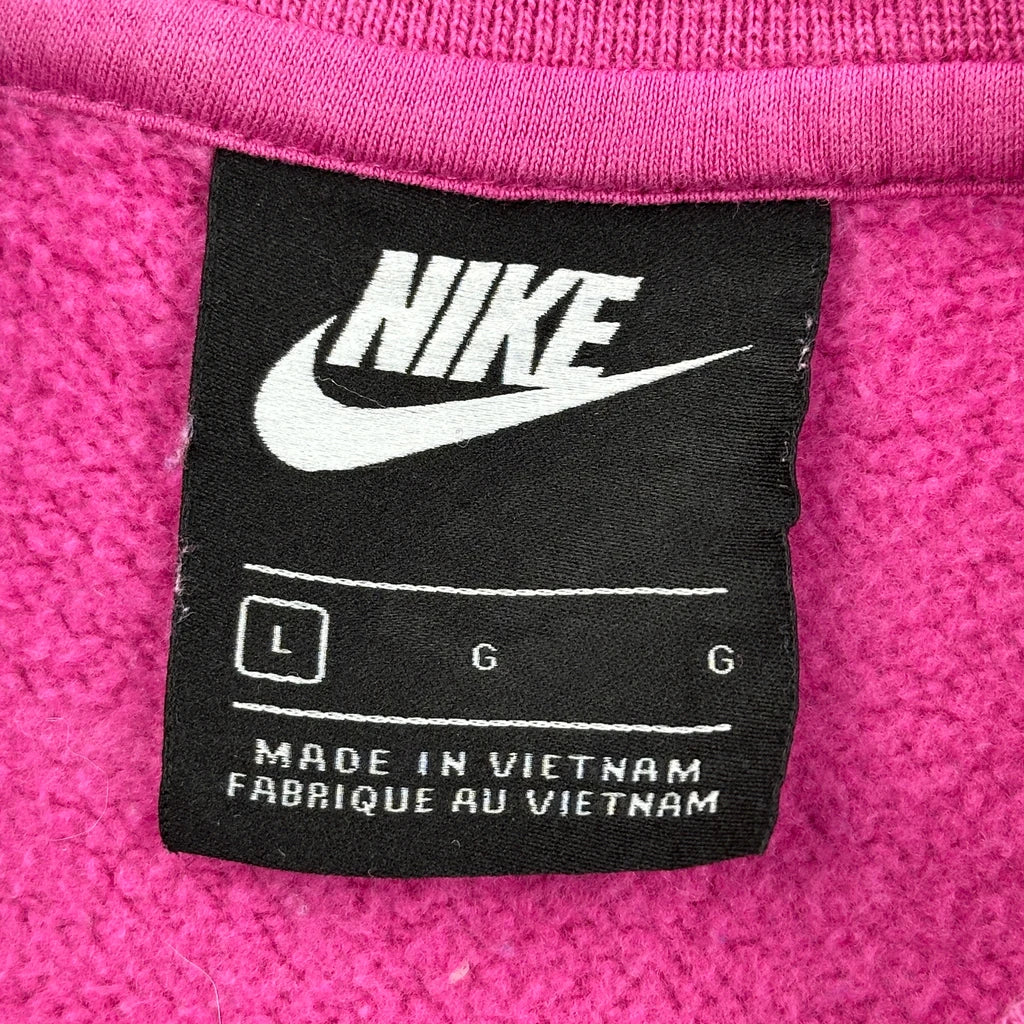 NIKE
L G G
MADE IN VIETNAM
FABRIQUE AU VIETNAM